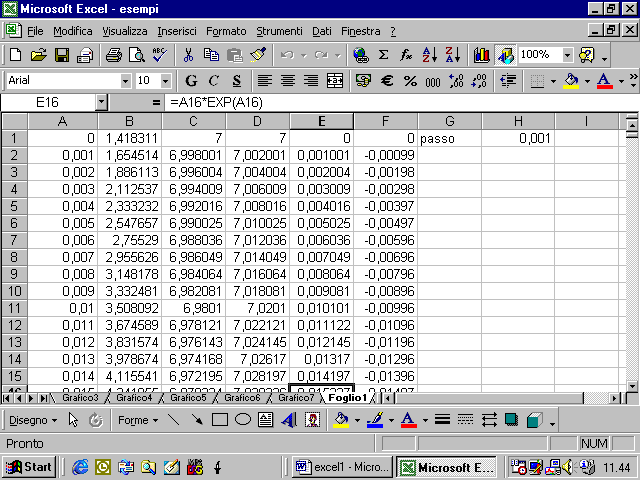 Microsoft Excel - esempi
File Modifica Visualizza Inserisci Formato Strumenti Dati Finestra ?
100%
Arial 10 G C S € % 000
E16 = =A16*EXP(A16)
A B C D E F G H I
1 0 1,418311 7 7 0 0 passo 0,001
2 0,001 1,654514 6,998001 7,002001 0,001001 -0,00099
3 0,002 1,886113 6,996004 7,004004 0,002004 -0,00198
4 0,003 2,112537 6,994009 7,006009 0,003009 -0,00298
5 0,004 2,333232 6,992016 7,008016 0,004016 -0,00397
6 0,005 2,547657 6,990025 7,010025 0,005025 -0,00497
7 0,006 2,75529 6,988036 7,012036 0,006036 -0,00596
8 0,007 2,955626 6,986049 7,014049 0,007049 -0,00696
9 0,008 3,148178 6,984064 7,016064 0,008064 -0,00796
10 0,009 3,332481 6,982081 7,018081 0,009081 -0,00896
11 0,01 3,508092 6,9801 7,0201 0,010101 -0,00996
12 0,011 3,674589 6,978121 7,022121 0,011122 -0,01096
13 0,012 3,831574 6,976143 7,024145 0,012145 -0,01196
14 0,013 3,978674 6,974168 7,02617 0,01317 -0,01296
15 0,014 4,115541 6,972195 7,028197 0,014197 -0,01396
Grafico3 Grafico4 Grafico5 Grafico6 Grafico7 Foglio1
Disegno Forme
Pronto NUM
Start excel1 - Micro... Microsoft E... 11.44